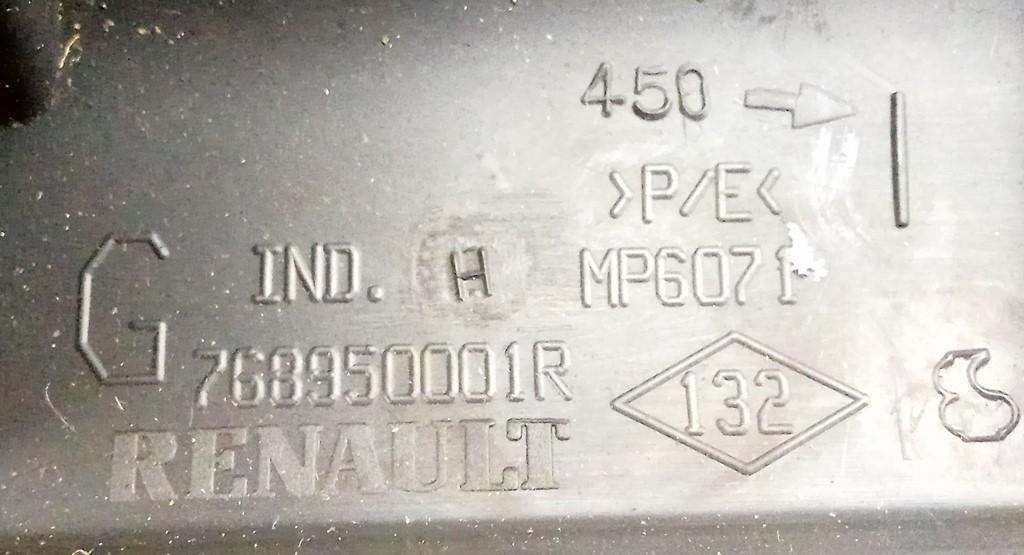 450
>P/E<
G IND. H MP6071
768950001R
132
RENAULT